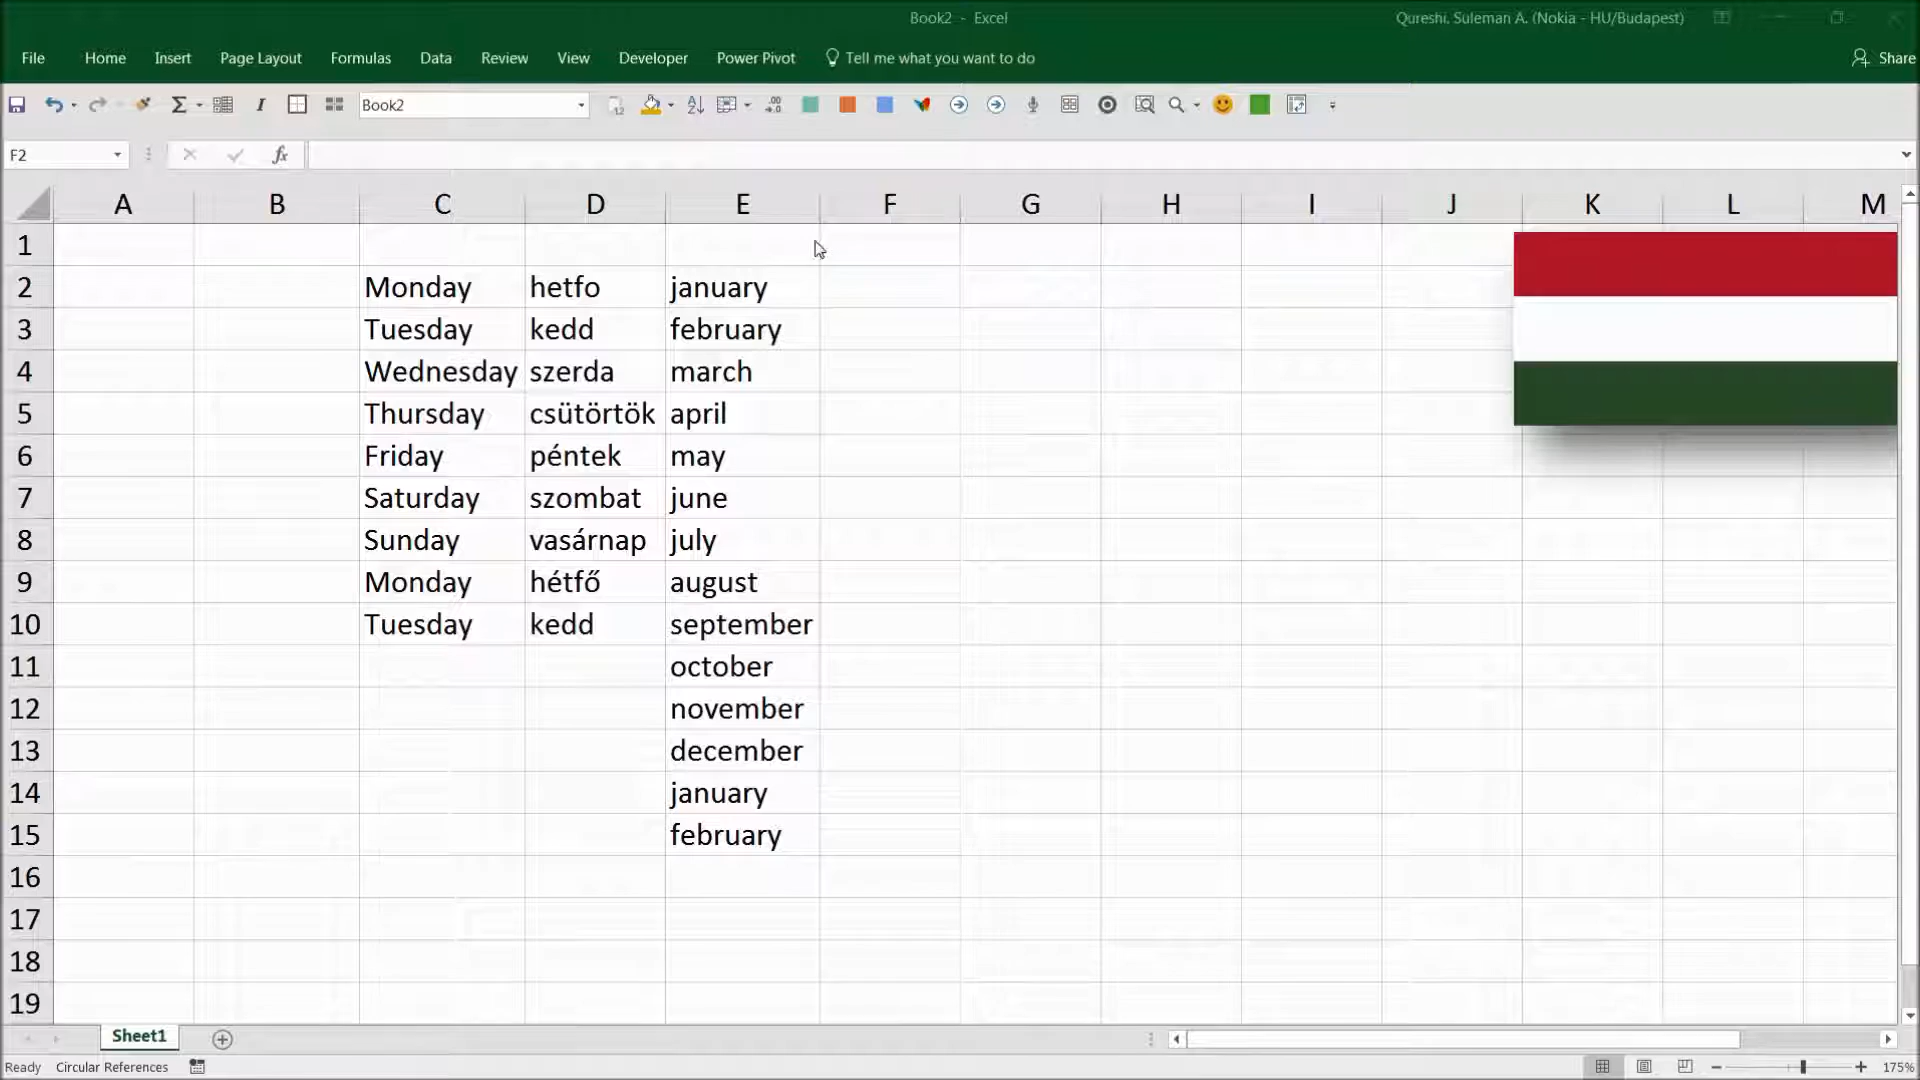 Book2 - Excel
Qureshi, Suleman A. (Nokia - HU/Budapest)
File Home Insert Page Layout Formulas Data Review View Developer Power Pivot Tell me what you want to do Share
Book2
F2
A B C D E F G H I J K L M
1
2 Monday hetfo january
3 Tuesday kedd february
4 Wednesday szerda march
5 Thursday csütörtök april
6 Friday péntek may
7 Saturday szombat june
8 Sunday vasárnap july
9 Monday hétfő august
10 Tuesday kedd september
11 october
12 november
13 december
14 january
15 february
16
17
18
19
Sheet1
Ready Circular References 175%